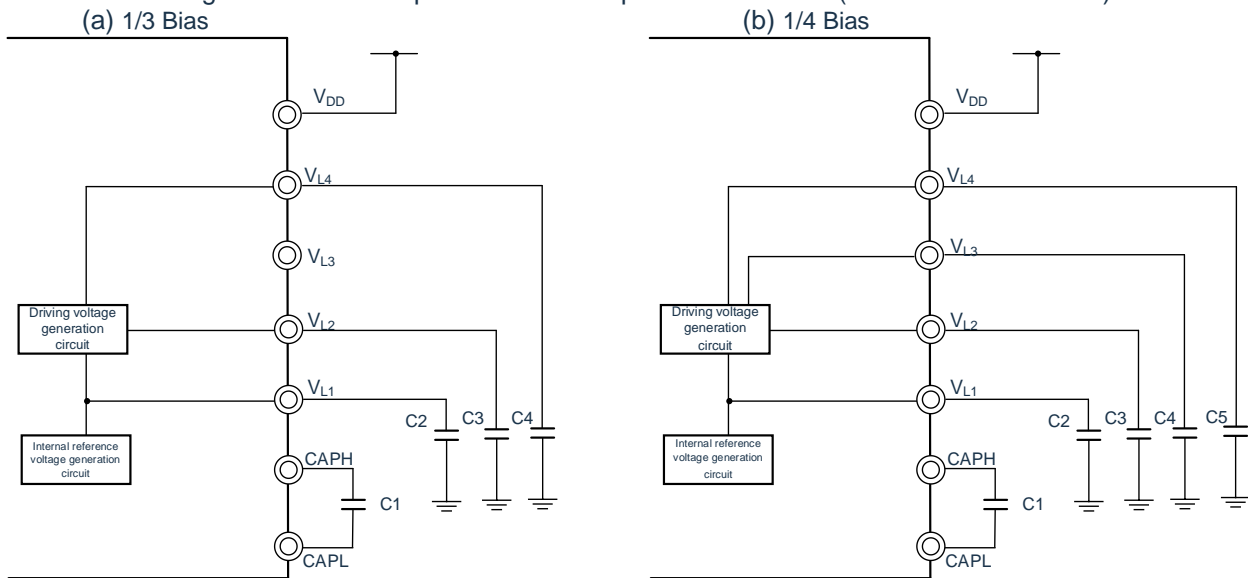 (a) 1/3 Bias
VDD
VL4
VL3
Driving voltage
generation
circuit
VL2
VL1
C2
C3
C4
Internal reference
voltage generation
circuit
CAPH
C1
CAPL
(b) 1/4 Bias
VDD
VL4
VL3
Driving voltage
generation
circuit
VL2
VL1
C2
C3
C4
C5
Internal reference
voltage generation
circuit
CAPH
C1
CAPL